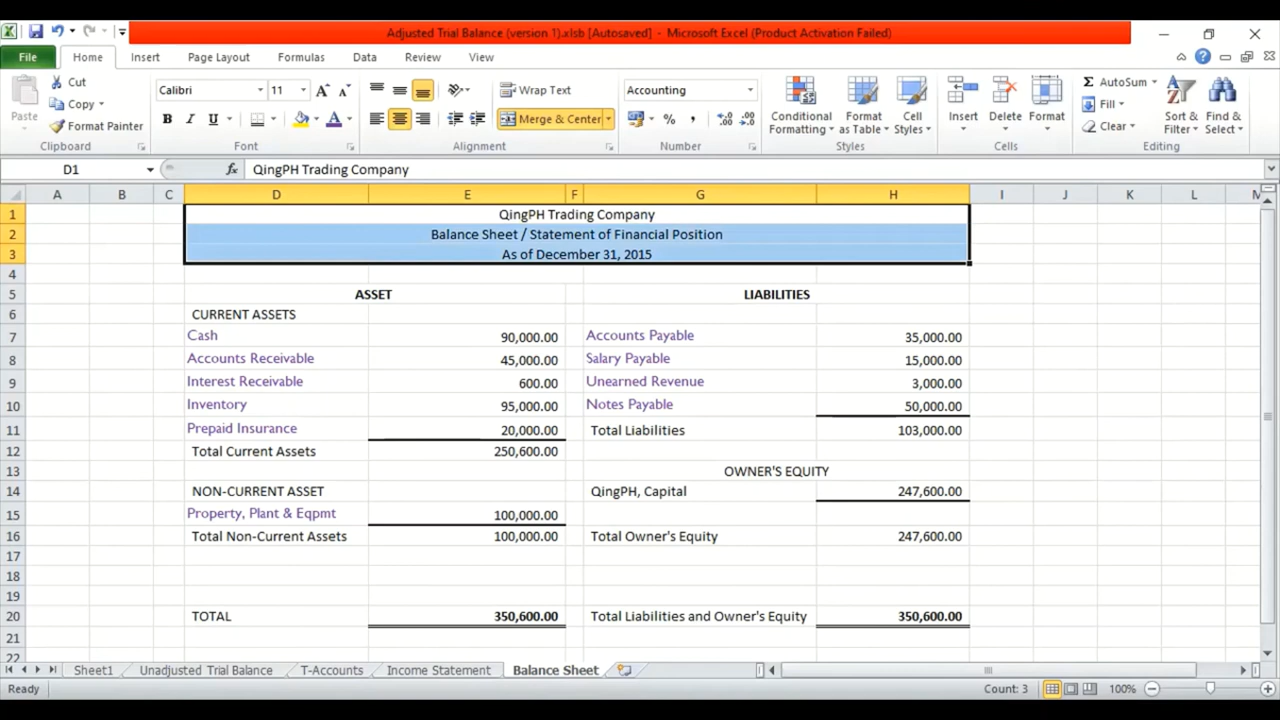 Adjusted Trial Balance (version 1).xlsb [Autosaved] - Microsoft Excel (Product Activation Failed)
File Home Insert Page Layout Formulas Data Review View
Paste Cut Copy Format Painter Clipboard
Calibri 11 B I U A Font
Wrap Text Merge & Center Alignment
Accounting % , Number
Conditional Formatting Format as Table Cell Styles Styles
Insert Delete Format Cells
Σ AutoSum Fill Clear Sort & Filter Find & Select Editing
D1 fx QingPH Trading Company
A B C D E F G H I J K L M
1 QingPH Trading Company
2 Balance Sheet / Statement of Financial Position
3 As of December 31, 2015
4
5 ASSET LIABILITIES
6 CURRENT ASSETS
7 Cash 90,000.00 Accounts Payable 35,000.00
8 Accounts Receivable 45,000.00 Salary Payable 15,000.00
9 Interest Receivable 600.00 Unearned Revenue 3,000.00
10 Inventory 95,000.00 Notes Payable 50,000.00
11 Prepaid Insurance 20,000.00 Total Liabilities 103,000.00
12 Total Current Assets 250,600.00
13 OWNER'S EQUITY
14 NON-CURRENT ASSET QingPH, Capital 247,600.00
15 Property, Plant & Eqpmt 100,000.00
16 Total Non-Current Assets 100,000.00 Total Owner's Equity 247,600.00
17
18
19
20 TOTAL 350,600.00 Total Liabilities and Owner's Equity 350,600.00
21
22
Sheet1 Unadjusted Trial Balance T-Accounts Income Statement Balance Sheet
Ready Count: 3 100%